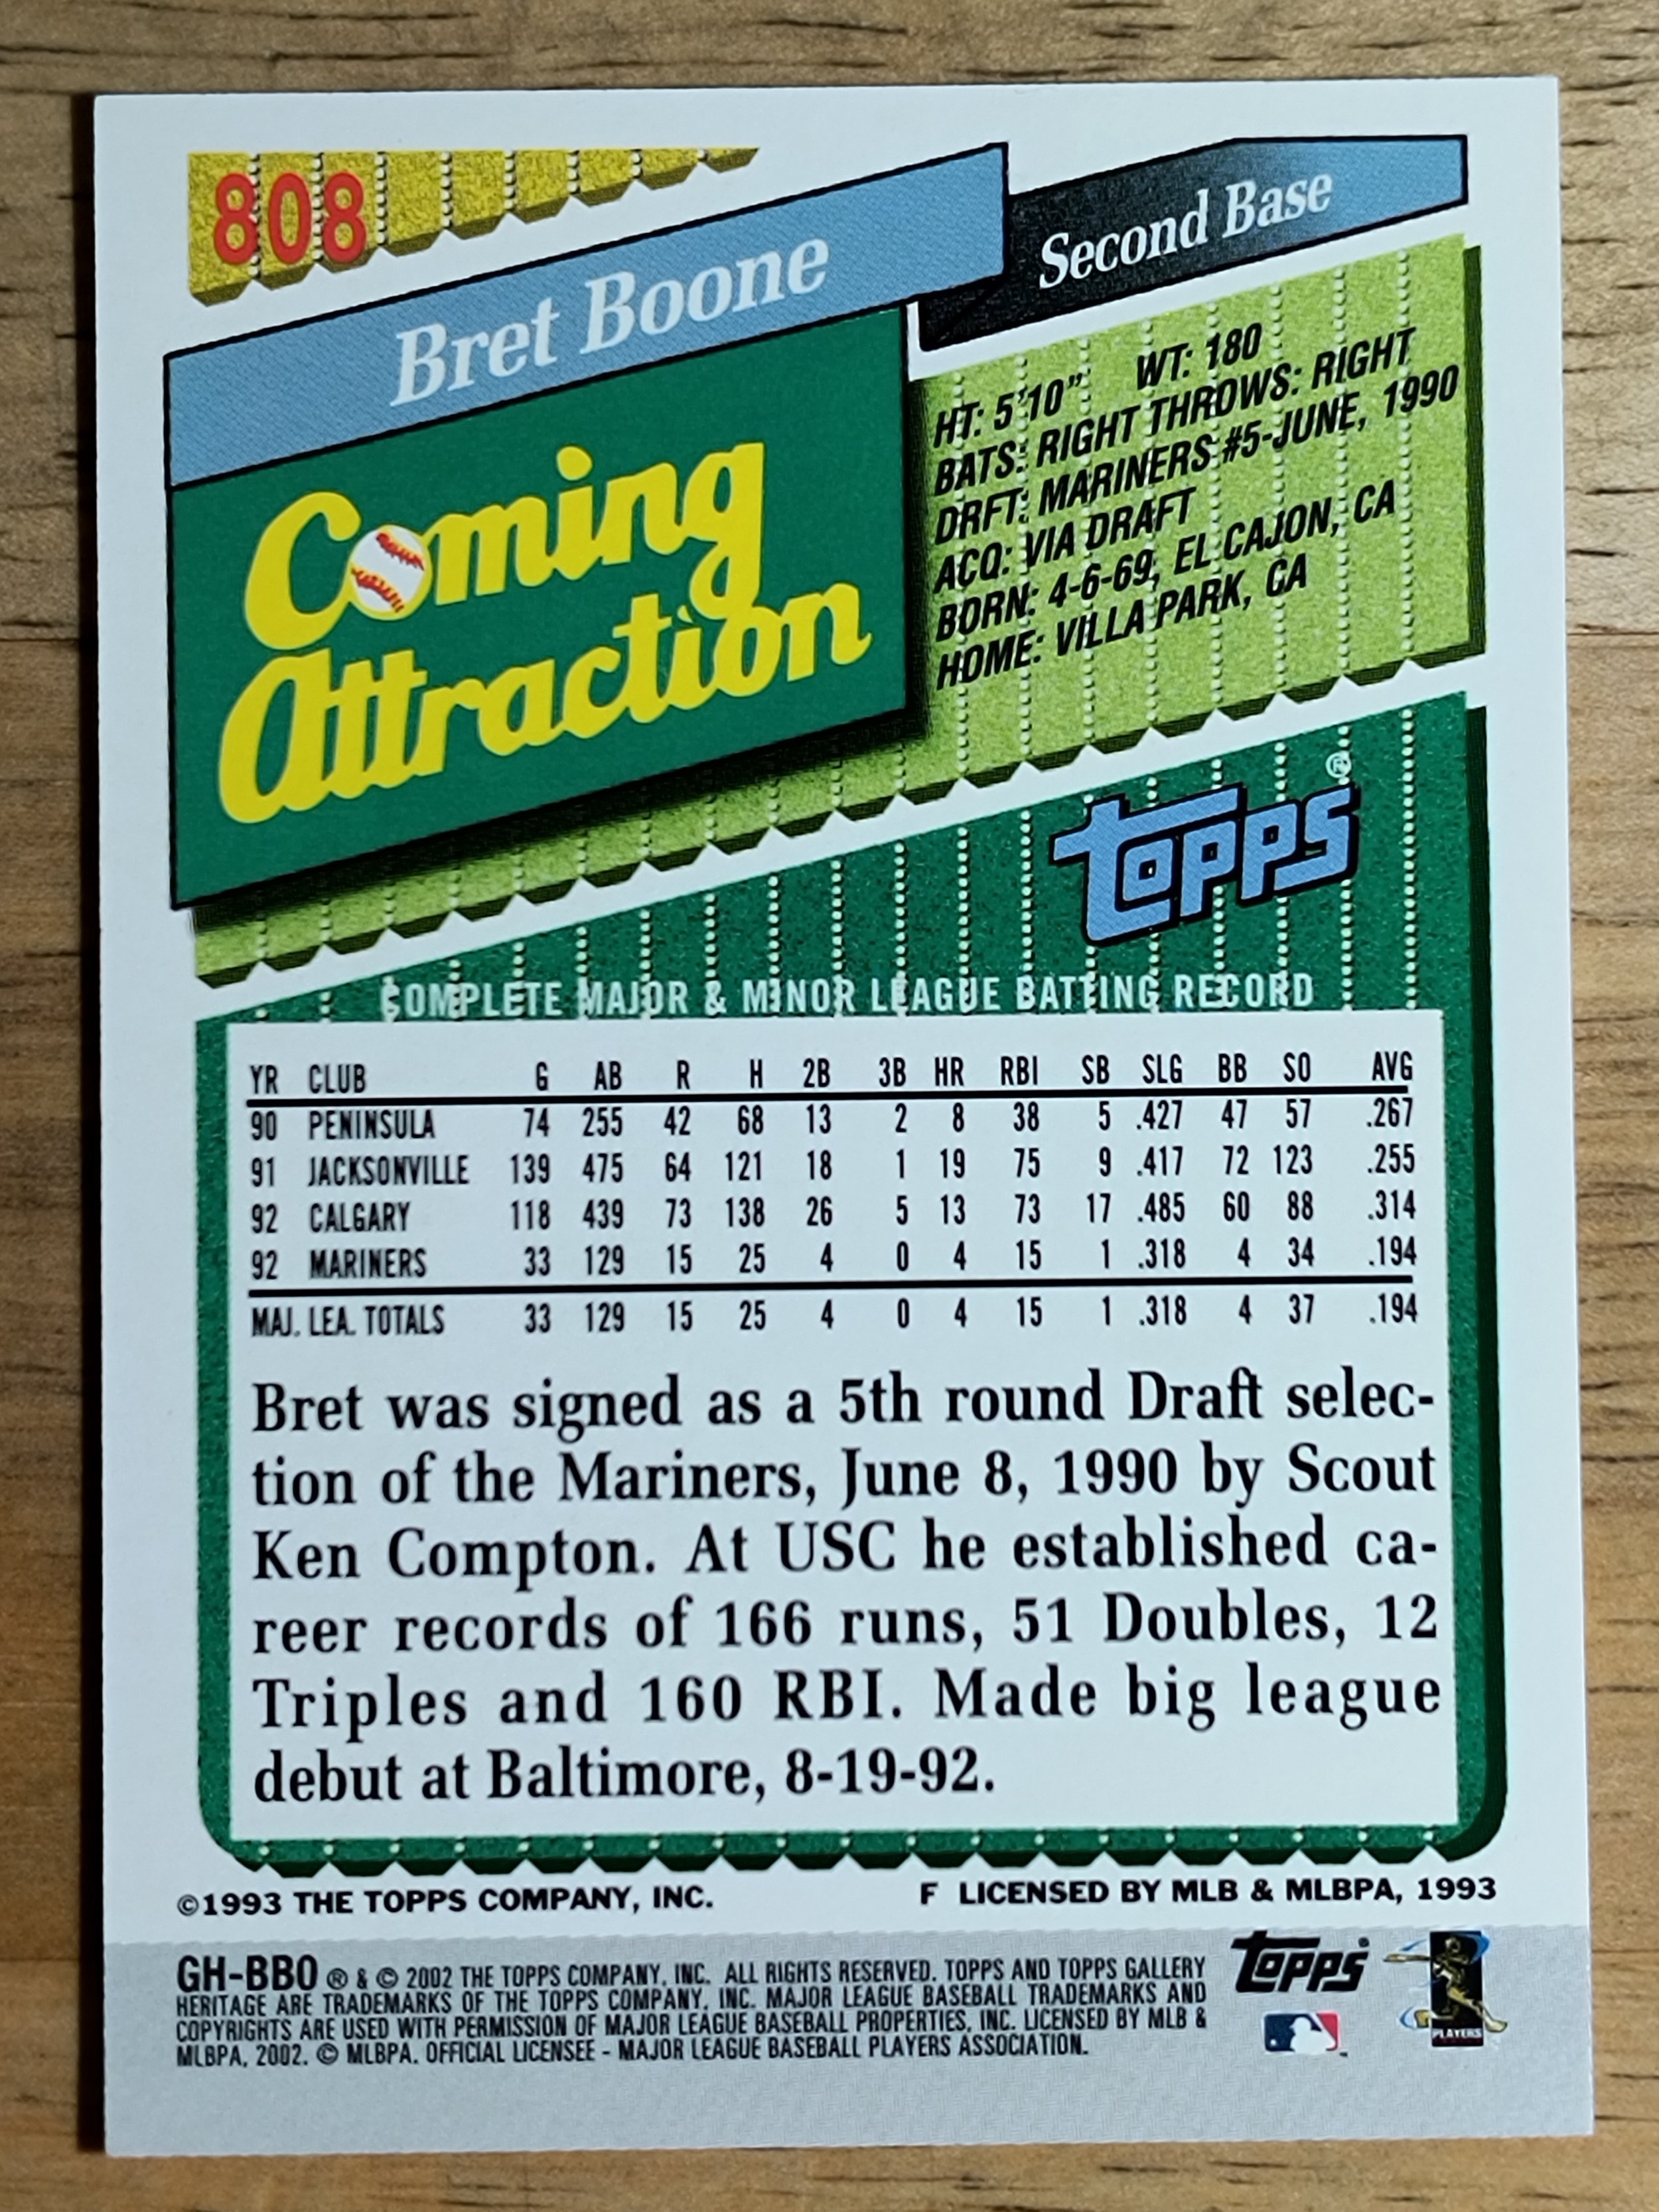 808
Bret Boone
Second Base
Coming
Attraction
HT: 5'10" WT: 180
BATS: RIGHT THROWS: RIGHT
DRFT: MARINERS #5-JUNE, 1990
ACQ: VIA DRAFT
BORN: 4-6-69, EL CAJON, CA
HOME: VILLA PARK, CA
TOPPS®
COMPLETE MAJOR & MINOR LEAGUE BATTING RECORD
YR CLUB G AB R H 2B 3B HR RBI SB SLG BB SO AVG
90 PENINSULA 74 255 42 68 13 2 8 38 5 .427 47 57 .267
91 JACKSONVILLE 139 475 64 121 18 1 19 75 9 .417 72 123 .255
92 CALGARY 118 439 73 138 26 5 13 73 17 .485 60 88 .314
92 MARINERS 33 129 15 25 4 0 4 15 1 .318 4 34 .194
MAJ. LEA. TOTALS 33 129 15 25 4 0 4 15 1 .318 4 37 .194
Bret was signed as a 5th round Draft selec-
tion of the Mariners, June 8, 1990 by Scout
Ken Compton. At USC he established ca-
reer records of 166 runs, 51 Doubles, 12
Triples and 160 RBI. Made big league
debut at Baltimore, 8-19-92.
©1993 THE TOPPS COMPANY, INC. F LICENSED BY MLB & MLBPA, 1993
GH-BBO ® & © 2002 THE TOPPS COMPANY, INC. ALL RIGHTS RESERVED. TOPPS AND TOPPS GALLERY
HERITAGE ARE TRADEMARKS OF THE TOPPS COMPANY, INC. MAJOR LEAGUE BASEBALL TRADEMARKS AND
COPYRIGHTS ARE USED WITH PERMISSION OF MAJOR LEAGUE BASEBALL PROPERTIES, INC. LICENSED BY MLB &
MLBPA, 2002. © MLBPA. OFFICIAL LICENSEE - MAJOR LEAGUE BASEBALL PLAYERS ASSOCIATION.
TOPPS
PLAYERS